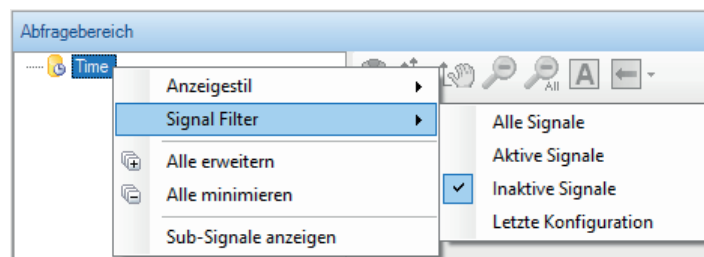 Abfragebereich
Time
Anzeigestil
Signal Filter
Alle erweitern
Alle minimieren
Sub-Signale anzeigen
All
A
Alle Signale
Aktive Signale
Inaktive Signale
Letzte Konfiguration